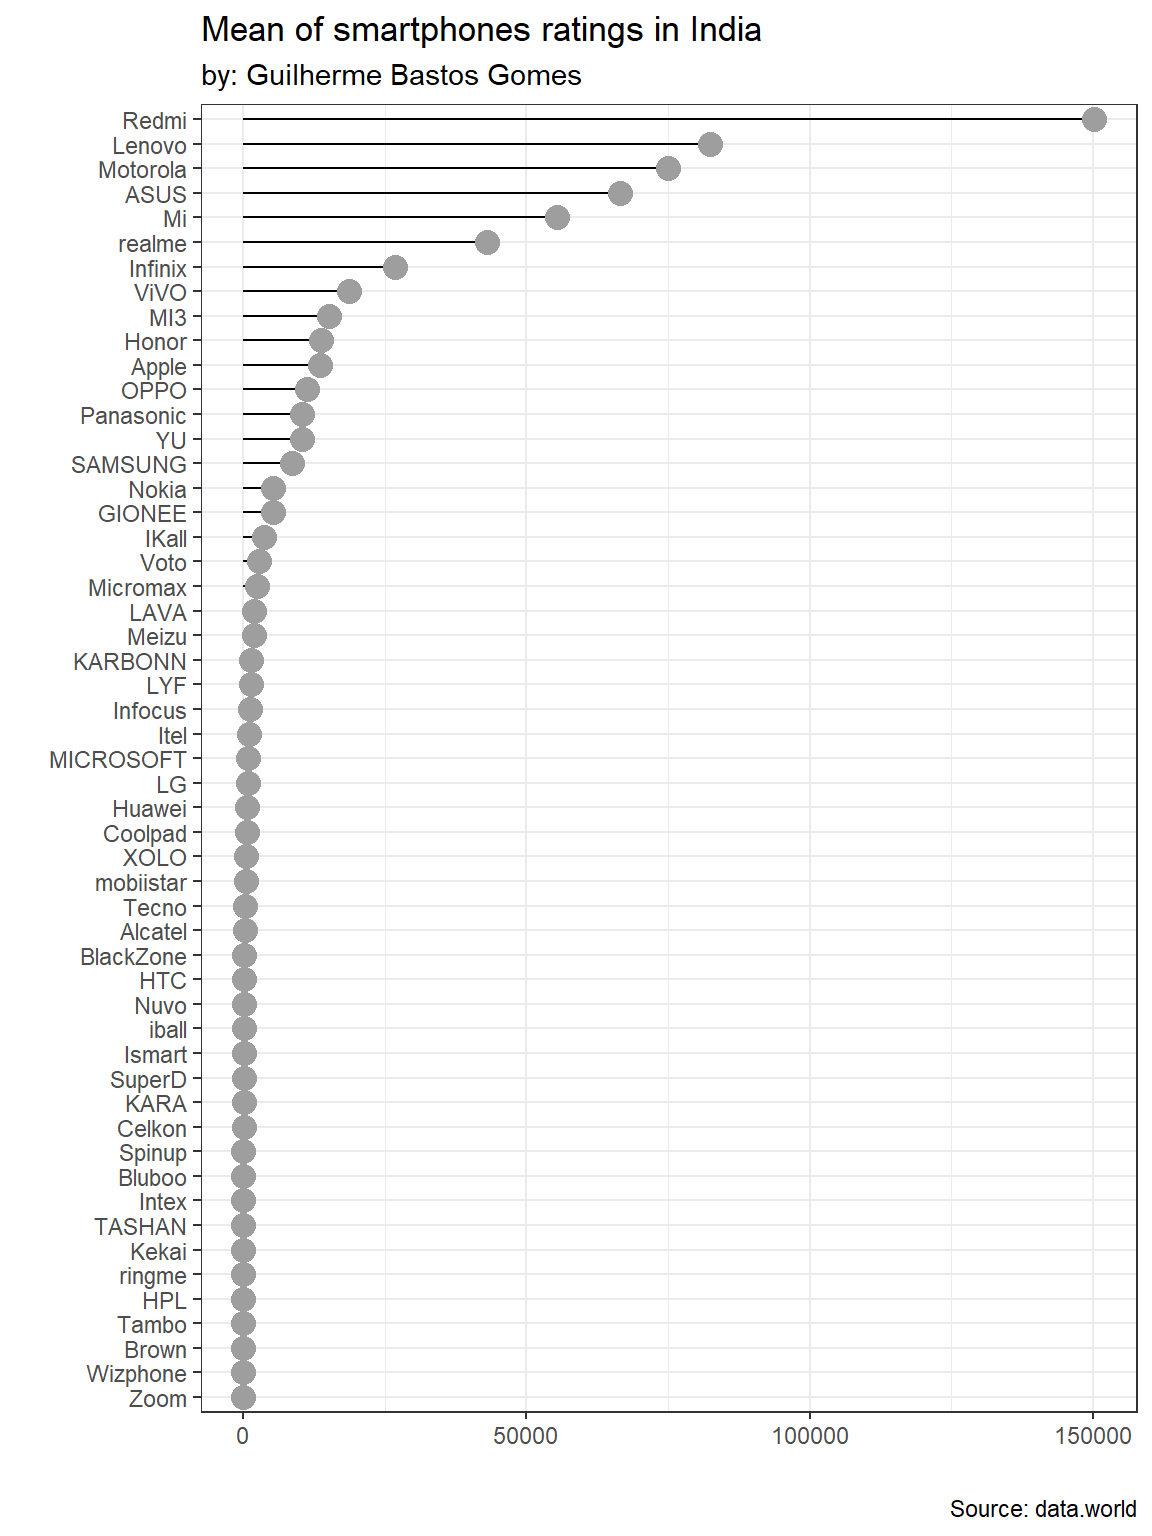 Mean of smartphones ratings in India
by: Guilherme Bastos Gomes
Redmi
Lenovo
Motorola
ASUS
Mi
realme
Infinix
ViVO
MI3
Honor
Apple
OPPO
Panasonic
YU
SAMSUNG
Nokia
GIONEE
IKall
Voto
Micromax
LAVA
Meizu
KARBONN
LYF
Infocus
Itel
MICROSOFT
LG
Huawei
Coolpad
XOLO
mobiistar
Tecno
Alcatel
BlackZone
HTC
Nuvo
iball
Ismart
SuperD
KARA
Celkon
Spinup
Bluboo
Intex
TASHAN
Kekai
ringme
HPL
Tambo
Brown
Wizphone
Zoom
0 50000 100000 150000
Source: data.world